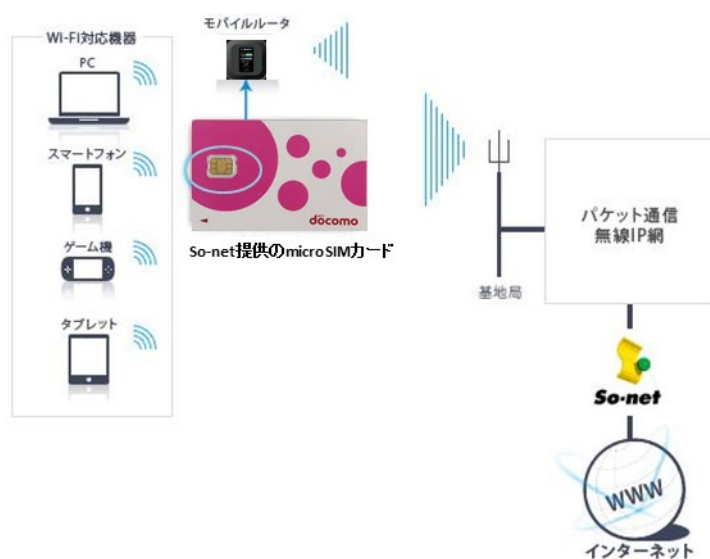 モバイルルータ
Wi-Fi対応機器
PC
スマートフォン
ゲーム機
タブレット
döcomo
So-net提供のmicroSIMカード
基地局
パケット通信
無線IP網
So-net
WWW
インターネット